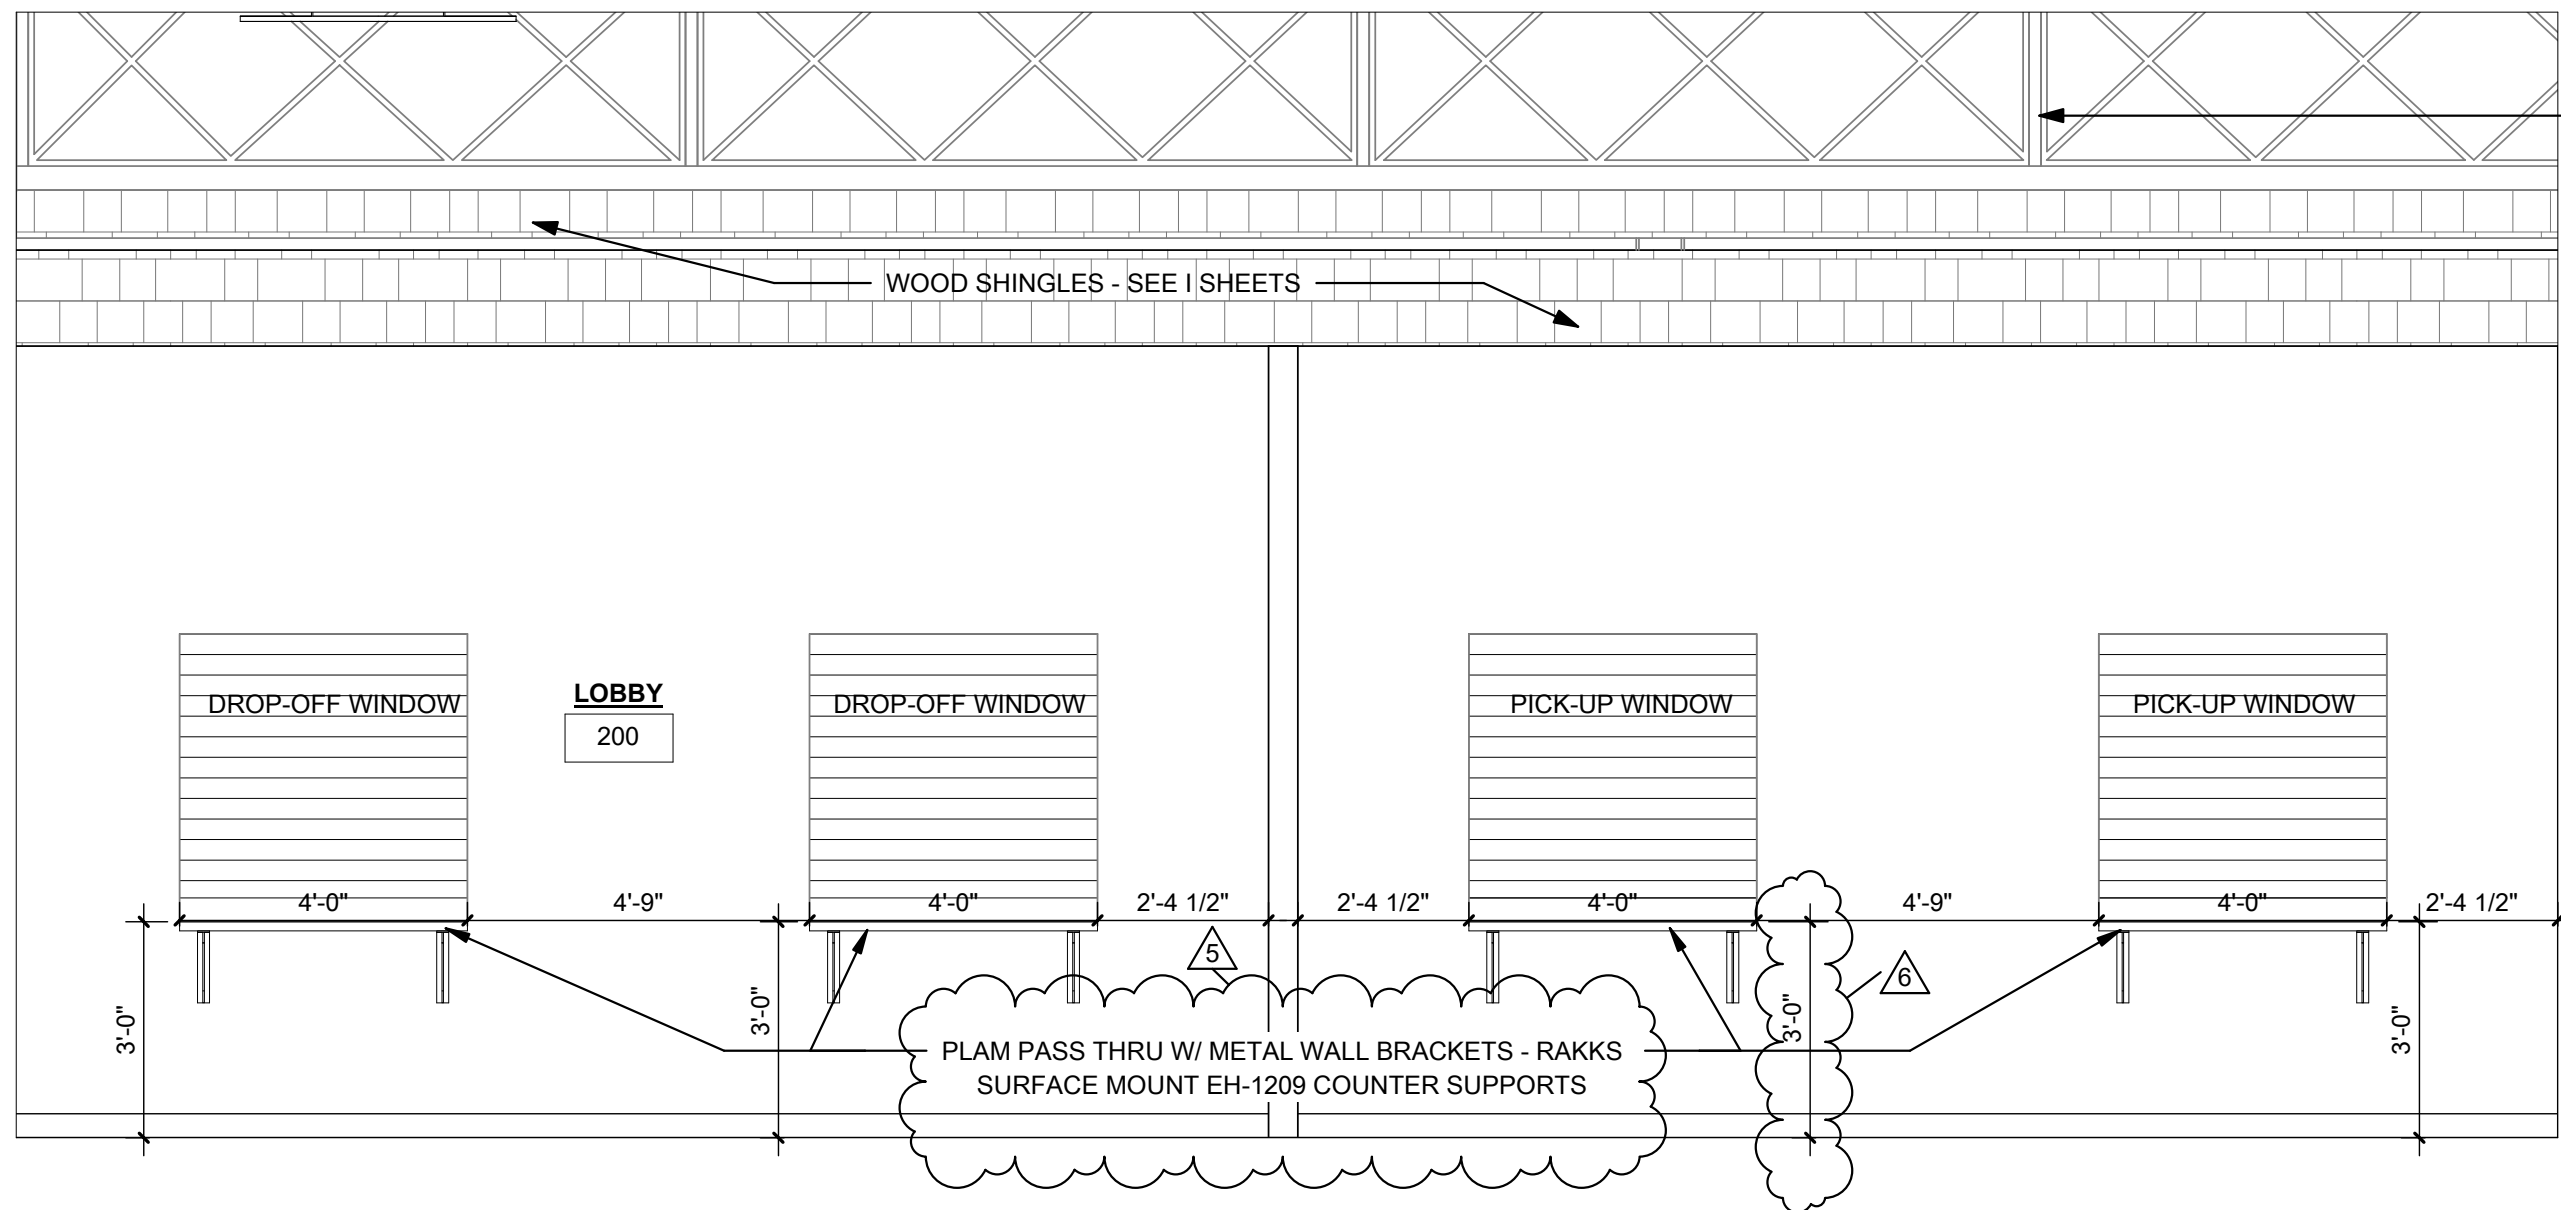 WOOD SHINGLES - SEE I SHEETS
DROP-OFF WINDOW
LOBBY
200
DROP-OFF WINDOW
PICK-UP WINDOW
PICK-UP WINDOW
4'-0"
4'-9"
4'-0"
2'-4 1/2"
2'-4 1/2"
4'-0"
4'-9"
4'-0"
2'-4 1/2"
5
6
3'-0"
3'-0"
3'-0"
3'-0"
PLAM PASS THRU W/ METAL WALL BRACKETS - RAKKS
SURFACE MOUNT EH-1209 COUNTER SUPPORTS